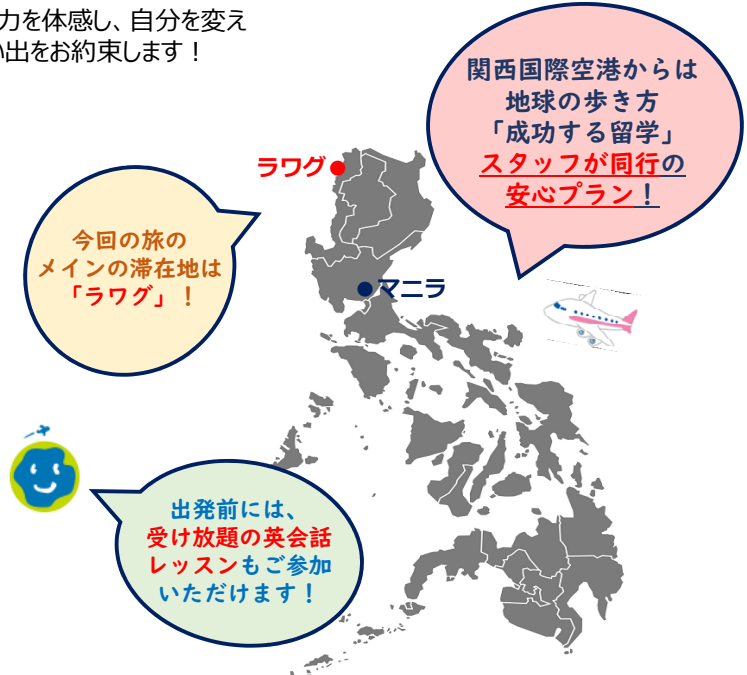 力を体感し、自分を変え
い出をお約束します！
関西国際空港からは
地球の歩き方
「成功する留学」
スタッフが同行の
安心プラン！
ラワグ
今回の旅の
メインの滞在地は
「ラワグ」！
マニラ
出発前には、
受け放題の英会話
レッスンもご参加
いただけます！